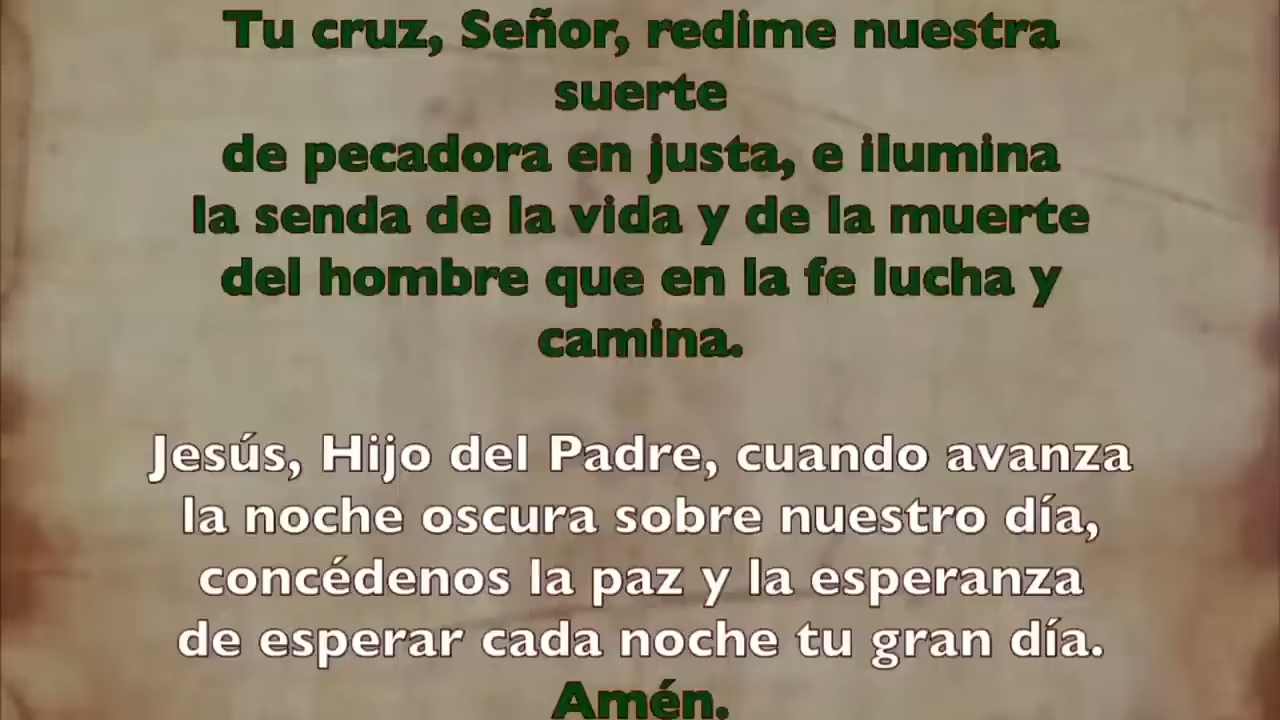 Tu cruz, Señor, redime nuestra
suerte
de pecadora en justa, e ilumina
la senda de la vida y de la muerte
del hombre que en la fe lucha y
camina.
Jesús, Hijo del Padre, cuando avanza
la noche oscura sobre nuestro día,
concédenos la paz y la esperanza
de esperar cada noche tu gran día.
Amén.